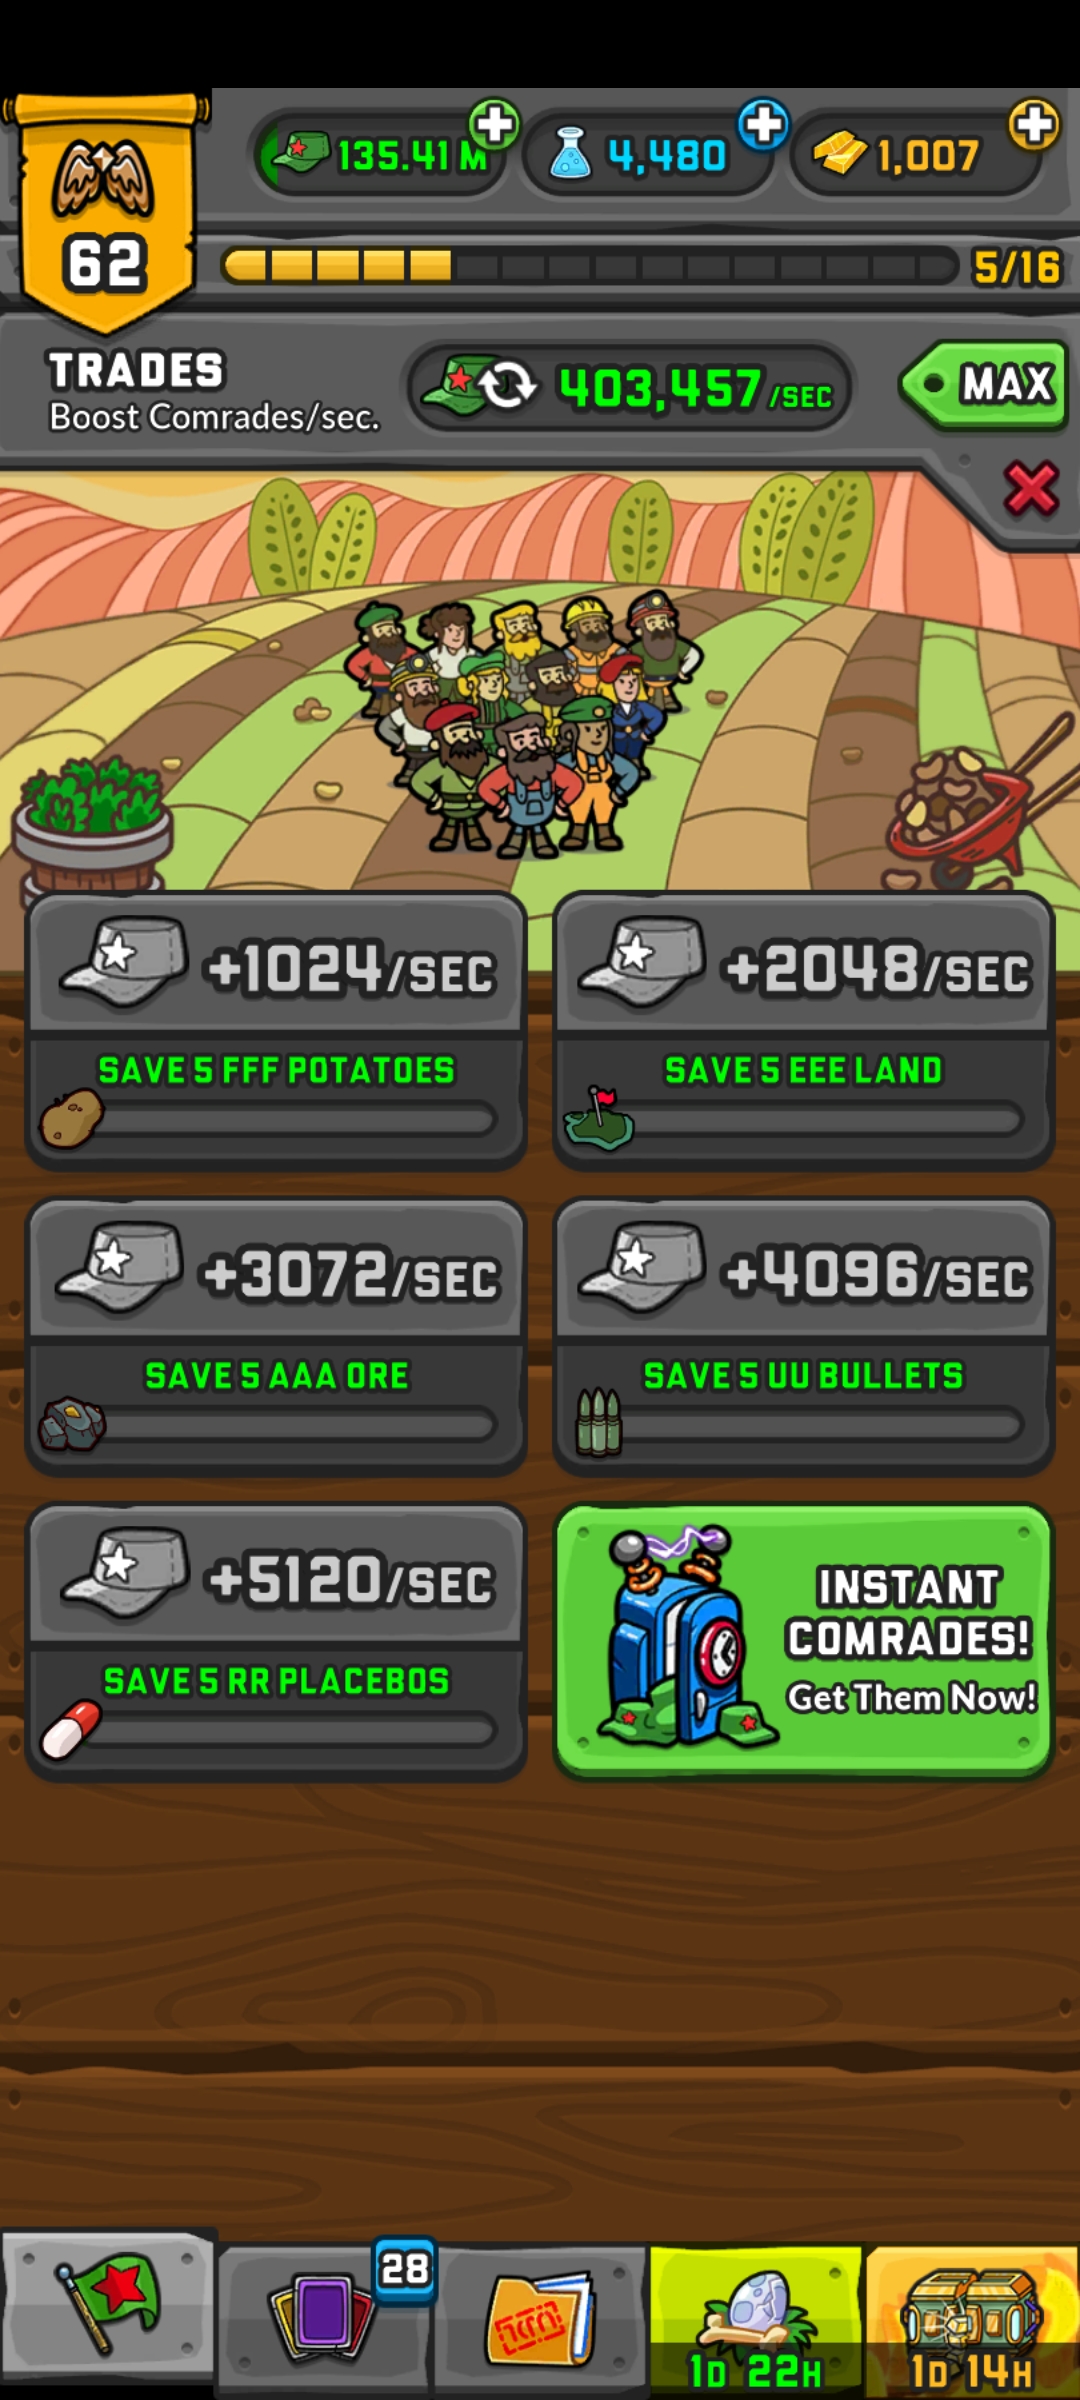 135.41 M
4,480
1,007
62
5/16
TRADES
Boost Comrades/sec.
403,457/SEC
MAX
+1024/SEC
SAVE 5 FFF POTATOES
+2048/SEC
SAVE 5 EEE LAND
+3072/SEC
SAVE 5 AAA ORE
+4096/SEC
SAVE 5 UU BULLETS
+5120/SEC
SAVE 5 RR PLACEBOS
INSTANT
COMRADES!
Get Them Now!
28
1D 22H
1D 14H